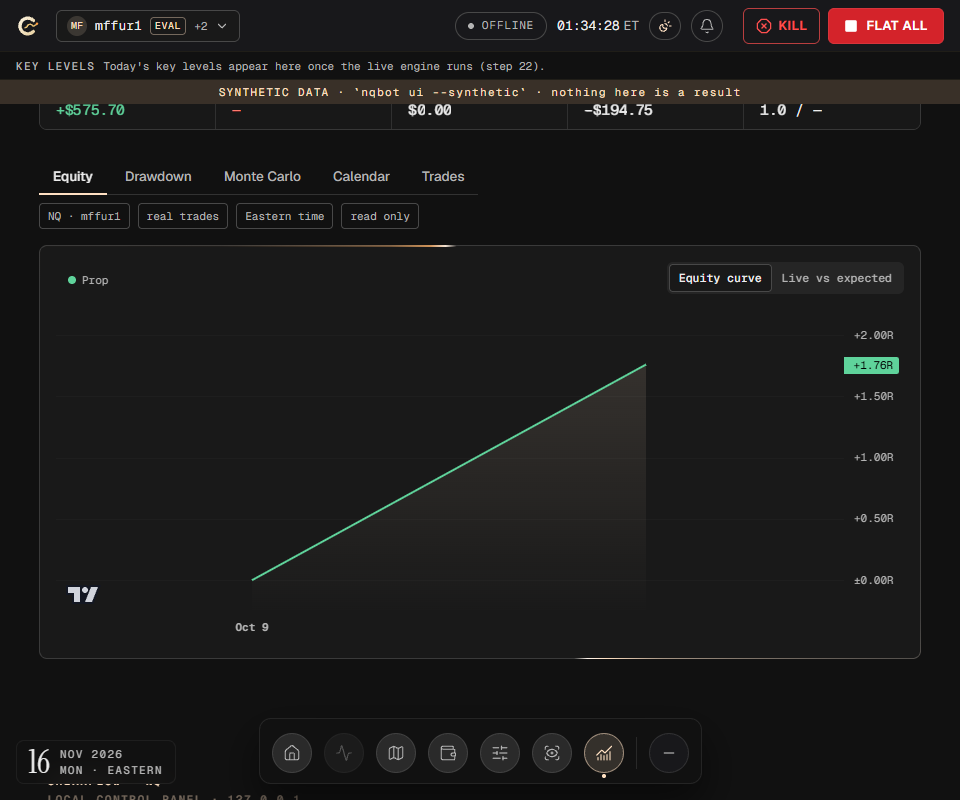 MF mffur1 EVAL +2 OFFLINE 01:34:28 ET KILL FLAT ALL
KEY LEVELS Today's key levels appear here once the live engine runs (step 22).
SYNTHETIC DATA · `nqbot ui --synthetic` · nothing here is a result
+$575.70 — $0.00 −$194.75 1.0 / —
Equity Drawdown Monte Carlo Calendar Trades
NQ · mffur1 real trades Eastern time read only
Prop Equity curve Live vs expected
+2.00R
+1.76R
+1.50R
+1.00R
+0.50R
±0.00R
Oct 9
16 NOV 2026
MON · EASTERN
LOCAL CONTROL PANEL · 127.0.0.1